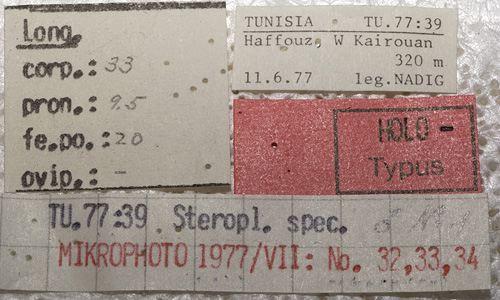 Long.
corp.: 33
pron.: 9.5
fe.po.: 20
ovip.: -
TUNISIA TU.77:39
Haffouz, W Kairouan
320 m
11.6.77 leg.NADIG
HOLO-
Typus
TU.77:39 Steropl. spec.
MIKROPHOTO 1977/VII: No. 32,33,34